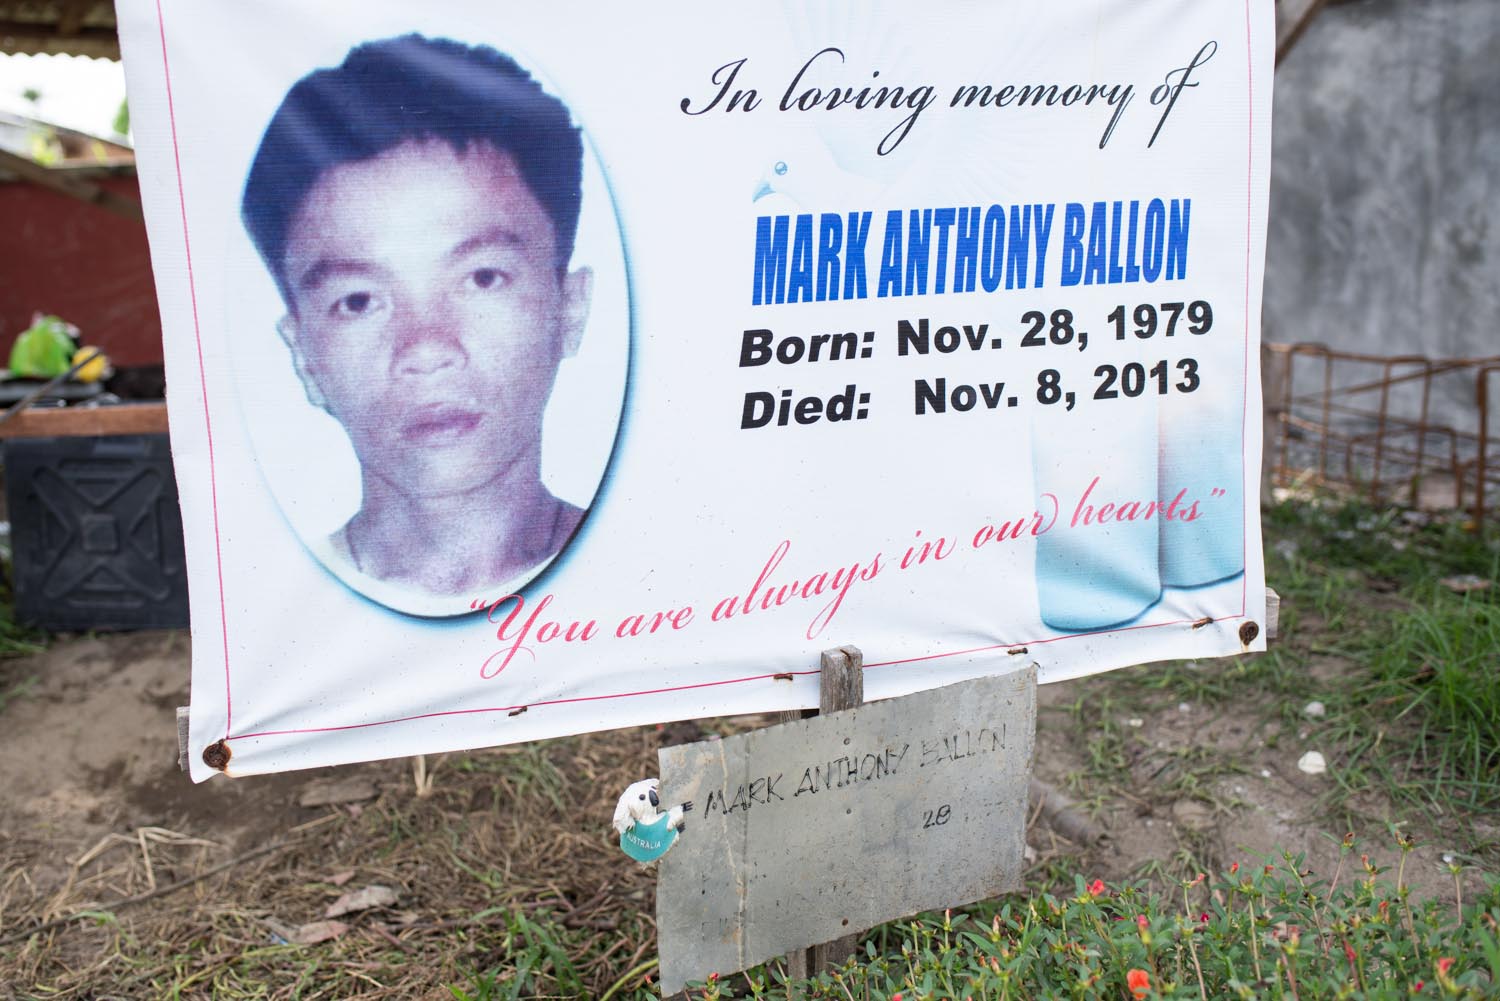 In loving memory of
MARK ANTHONY BALLON
Born: Nov. 28, 1979
Died: Nov. 8, 2013
"You are always in our hearts"
MARK ANTHONY BALLON
28
AUSTRALIA